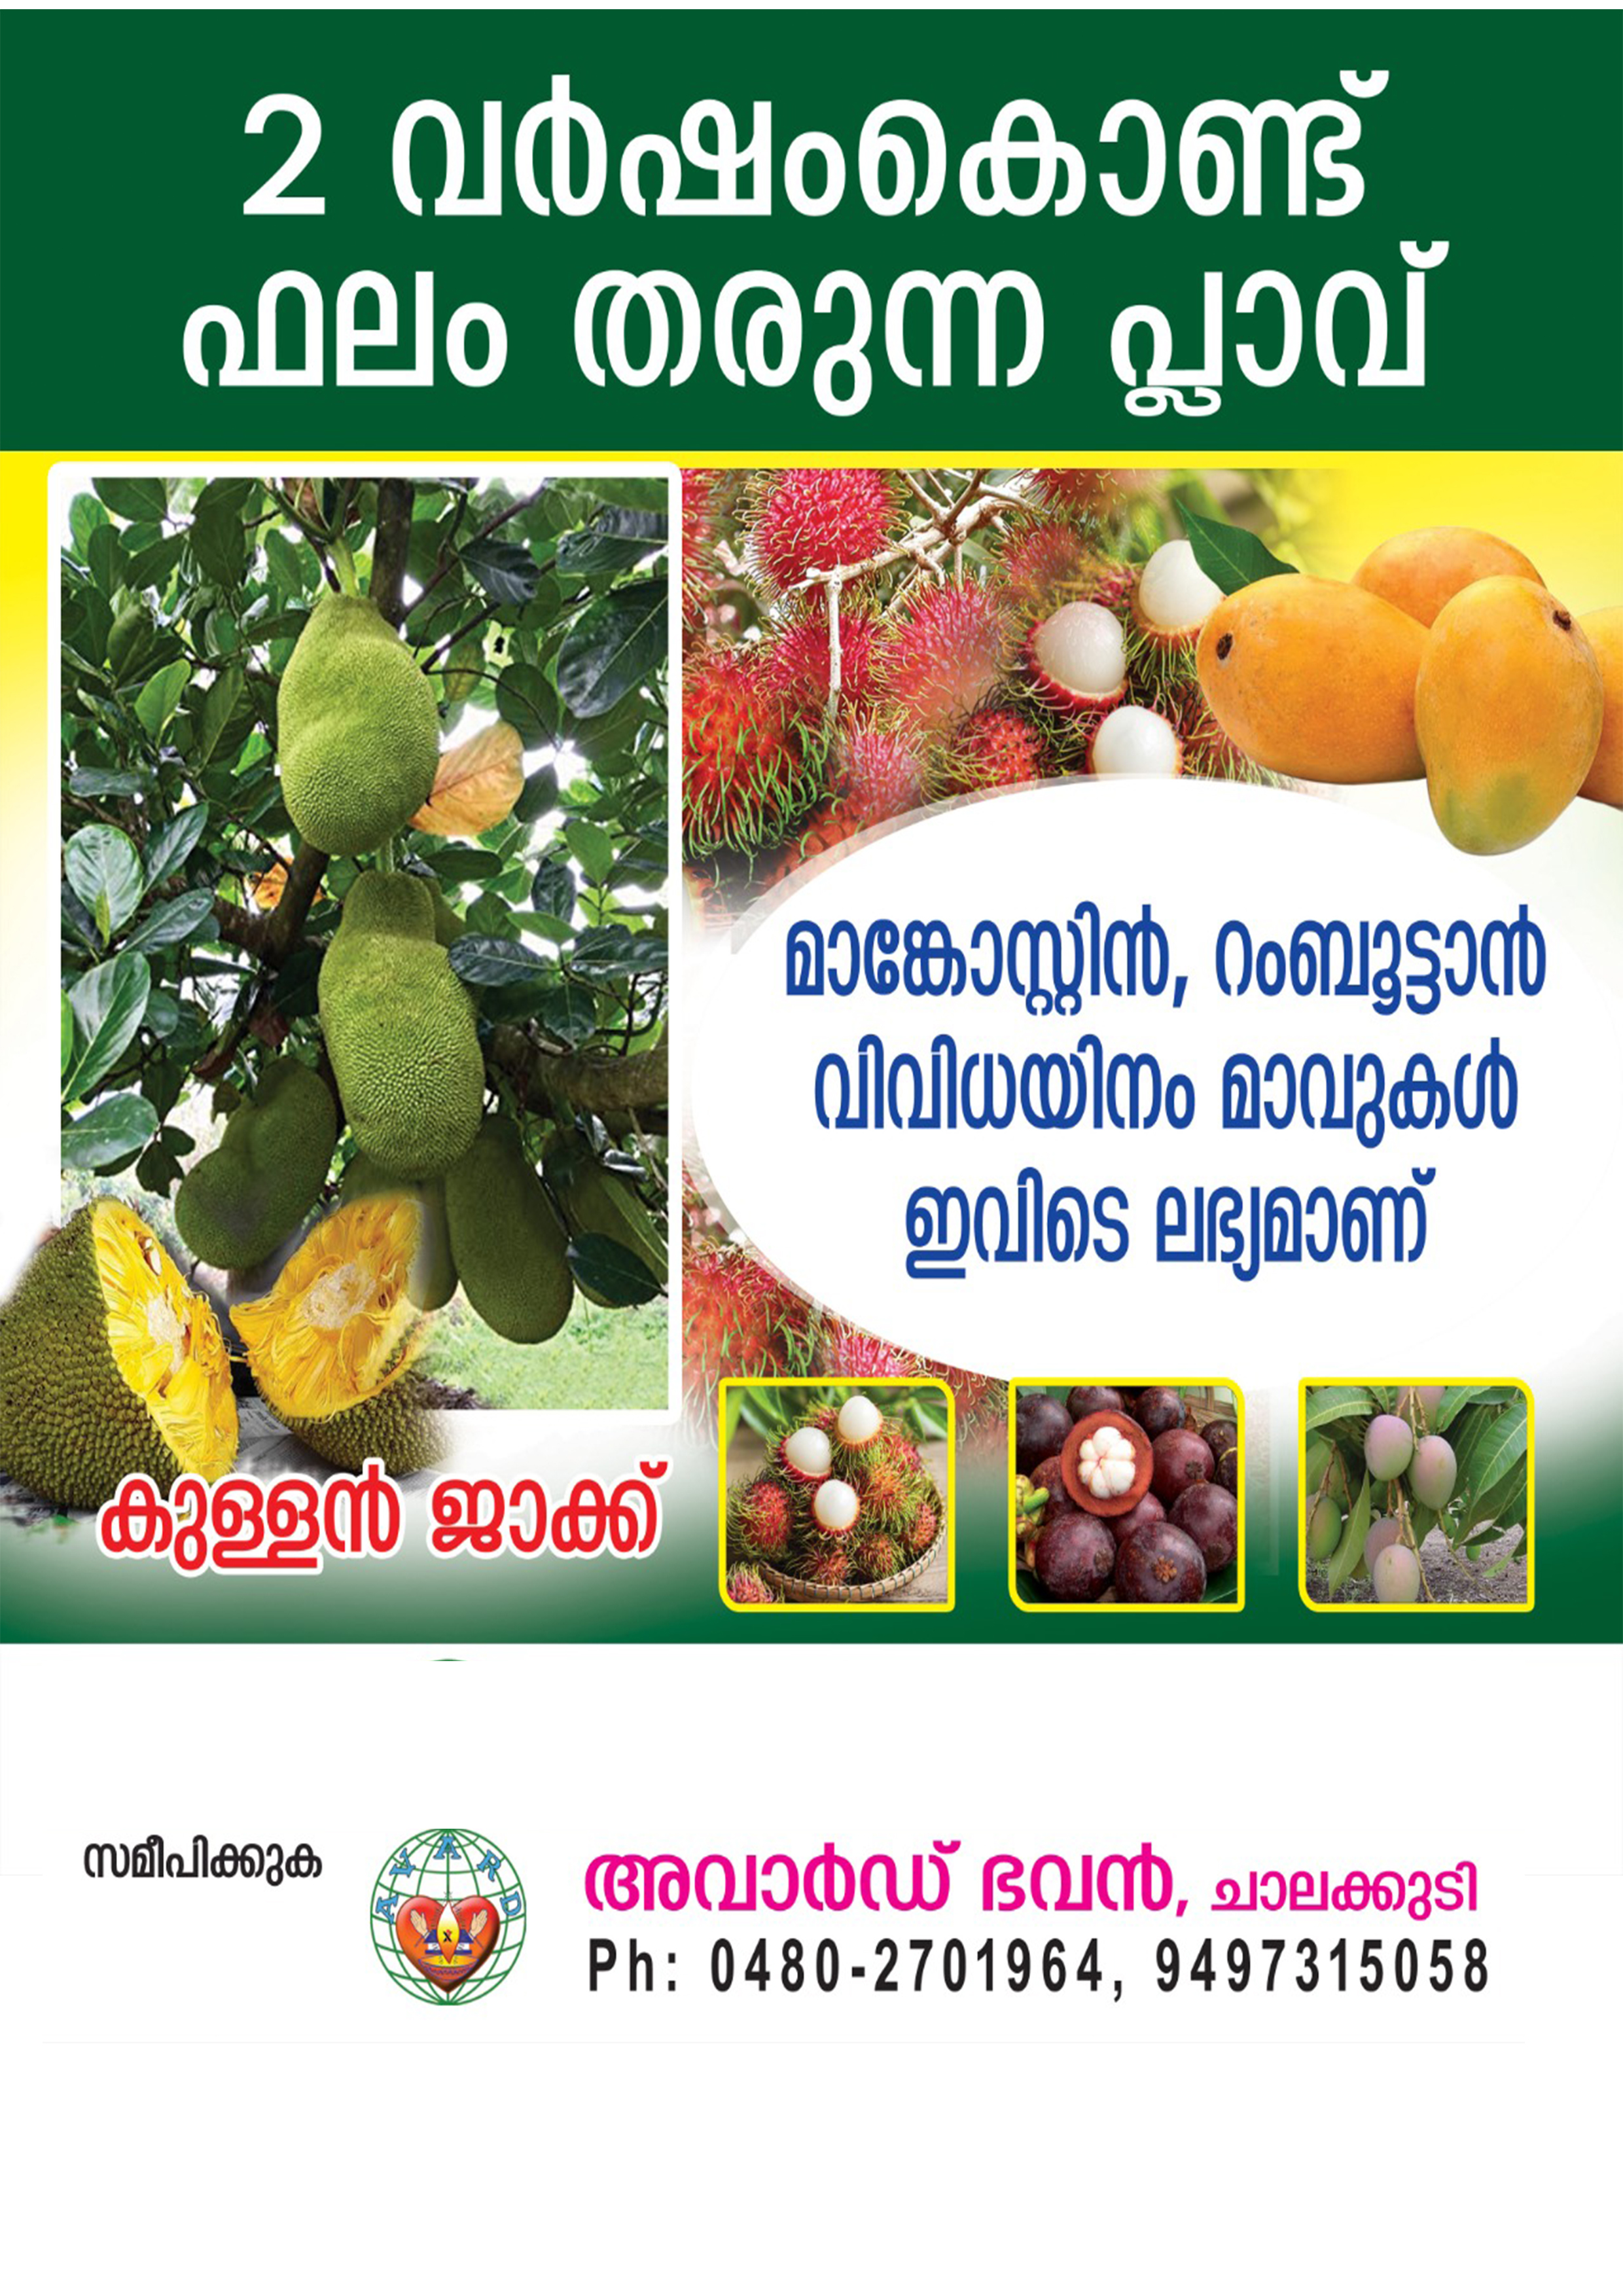 2 വർഷംകൊണ്ട്
ഫലം തരുന്ന പ്ലാവ്
മാങ്കോസ്റ്റിൻ, റംബൂട്ടാൻ
വിവിധയിനം മാവുകൾ
ഇവിടെ ലഭ്യമാണ്
കുള്ളൻ ജാക്ക്
സമീപിക്കുക
AVARD
അവാർഡ് ഭവൻ, ചാലക്കുടി
Ph: 0480-2701964, 9497315058